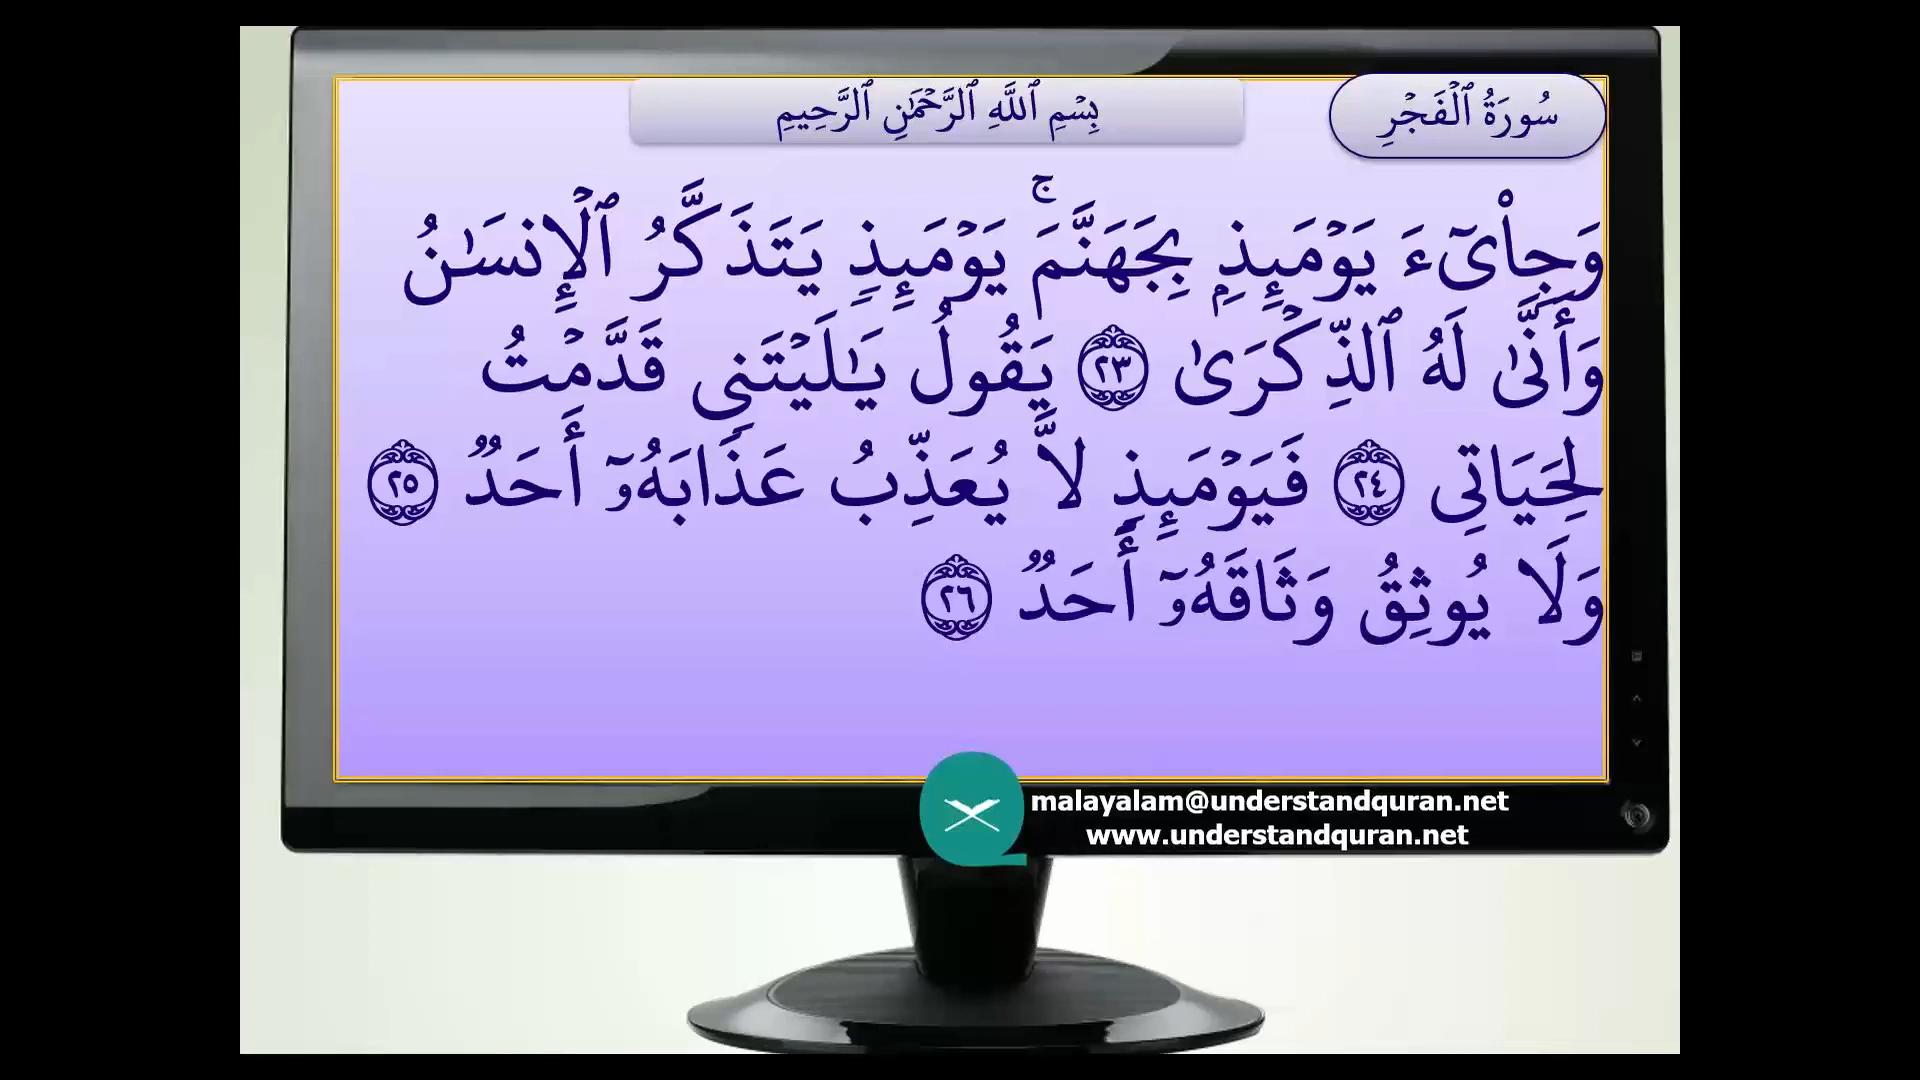 سُورَةُ ٱلْفَجْرِ
بِسْمِ ٱللَّهِ ٱلرَّحْمَٰنِ ٱلرَّحِيمِ
وَجِا۟ىٓءَ يَوْمَئِذٍۭ بِجَهَنَّمَ ۚ يَوْمَئِذٍ يَتَذَكَّرُ ٱلْإِنسَـٰنُ
وَأَنَّىٰ لَهُ ٱلذِّكْرَىٰ ٢٣ يَقُولُ يَـٰلَيْتَنِى قَدَّمْتُ
لِحَيَاتِى ٢٤ فَيَوْمَئِذٍ لَّا يُعَذِّبُ عَذَابَهُۥٓ أَحَدٌ ٢٥
وَلَا يُوثِقُ وَثَاقَهُۥٓ أَحَدٌ ٢٦
malayalam@understandquran.net
www.understandquran.net